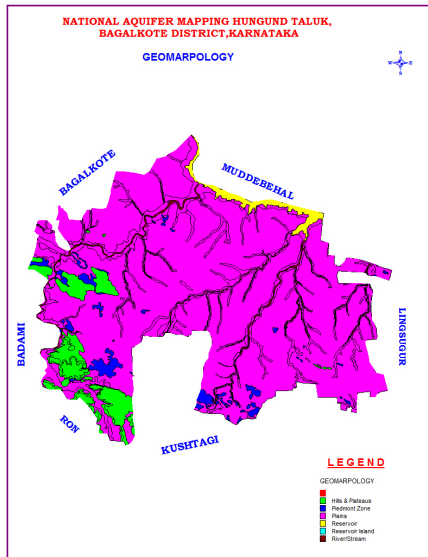 NATIONAL AQUIFER MAPPING HUNGUND TALUK,
BAGALKOTE DISTRICT,KARNATAKA
GEOMARPOLOGY
N
W E
S
BAGALKOTE
MUDDEBEHAL
BADAMI
LINGSUGUR
RON
KUSHTAGI
LEGEND
GEOMARPOLOGY
Hills & Plateaus
Piedmont Zone
Plains
Reservoir
Reservoir Island
River/Stream